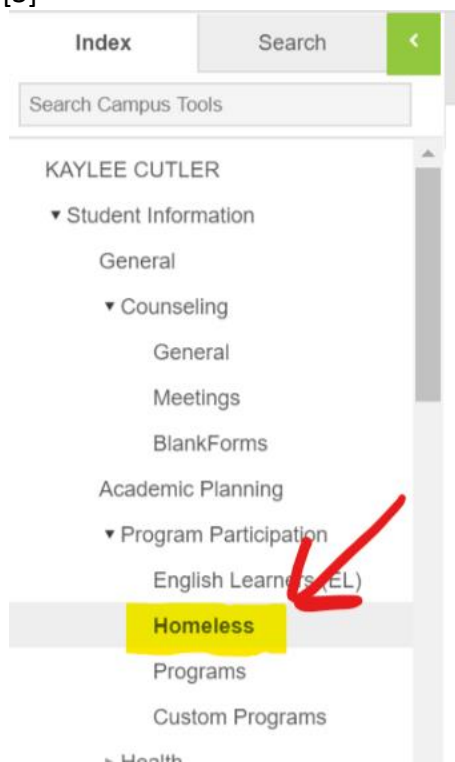 Index Search
Search Campus Tools
KAYLEE CUTLER
Student Information
General
Counseling
General
Meetings
BlankForms
Academic Planning
Program Participation
English Learners (EL)
Homeless
Programs
Custom Programs
Health